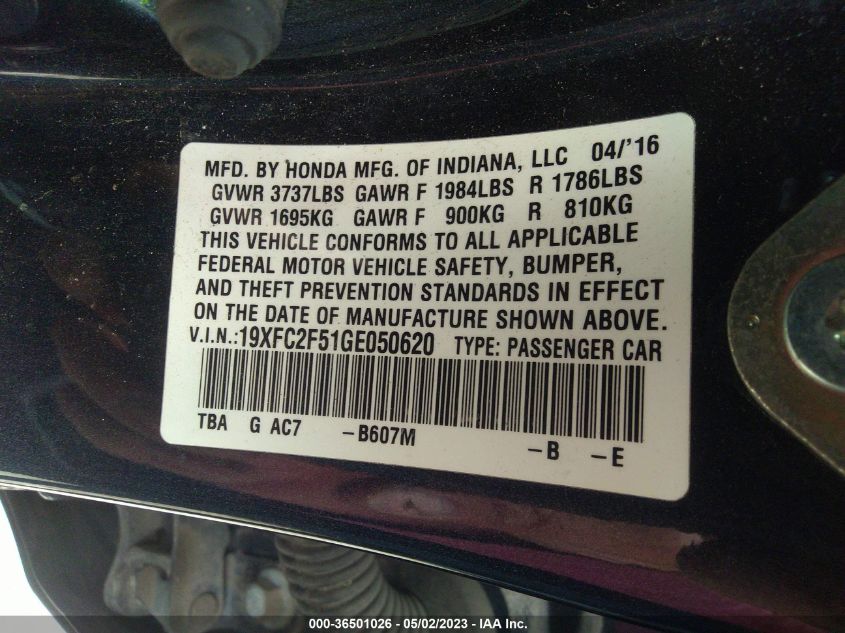 MFD. BY HONDA MFG. OF INDIANA, LLC 04/'16
GVWR 3737LBS GAWR F 1984LBS R 1786LBS
GVWR 1695KG GAWR F 900KG R 810KG
THIS VEHICLE CONFORMS TO ALL APPLICABLE
FEDERAL MOTOR VEHICLE SAFETY, BUMPER,
AND THEFT PREVENTION STANDARDS IN EFFECT
ON THE DATE OF MANUFACTURE SHOWN ABOVE.
V.I.N.:19XFC2F51GE050620 TYPE: PASSENGER CAR
TBA G AC7 -B607M -B -E
000-36501026 - 05/02/2023 - IAA Inc.